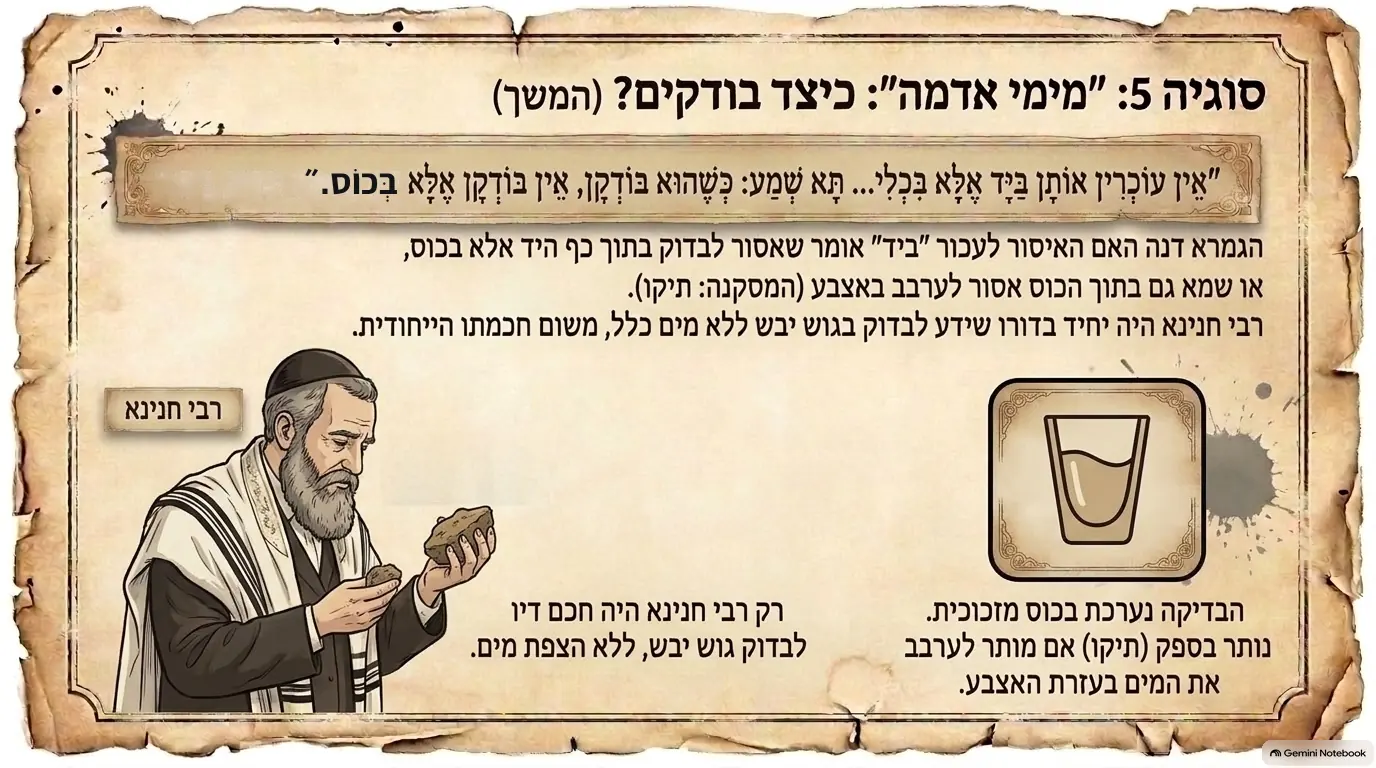 סוגיה 5: "מימי אדמה": כיצד בודקים? (המשך)
"אֵין עוֹכְרִין אוֹתָן בַּיָּד אֶלָּא בִּכְלִי... תָּא שְׁמַע: כְּשֶׁהוּא בּוֹדְקָן, אֵין בּוֹדְקָן אֶלָּא בְּכוֹס."
הגמרא דנה האם האיסור לעכור "ביד" אומר שאסור לבדוק בתוך כף היד אלא בכוס,
או שמא גם בתוך הכוס אסור לערבב באצבע (המסקנה: תיקו).
רבי חנינא היה יחיד בדורו שידע לבדוק בגוש יבש ללא מים כלל, משום חכמתו הייחודית.
רבי חנינא
הבדיקה נערכת בכוס מזכוכית.
נותר בספק (תיקו) אם מותר לערבב
את המים בעזרת האצבע.
רק רבי חנינא היה חכם דיו
לבדוק גוש יבש, ללא הצפת מים.
Gemini Notebook